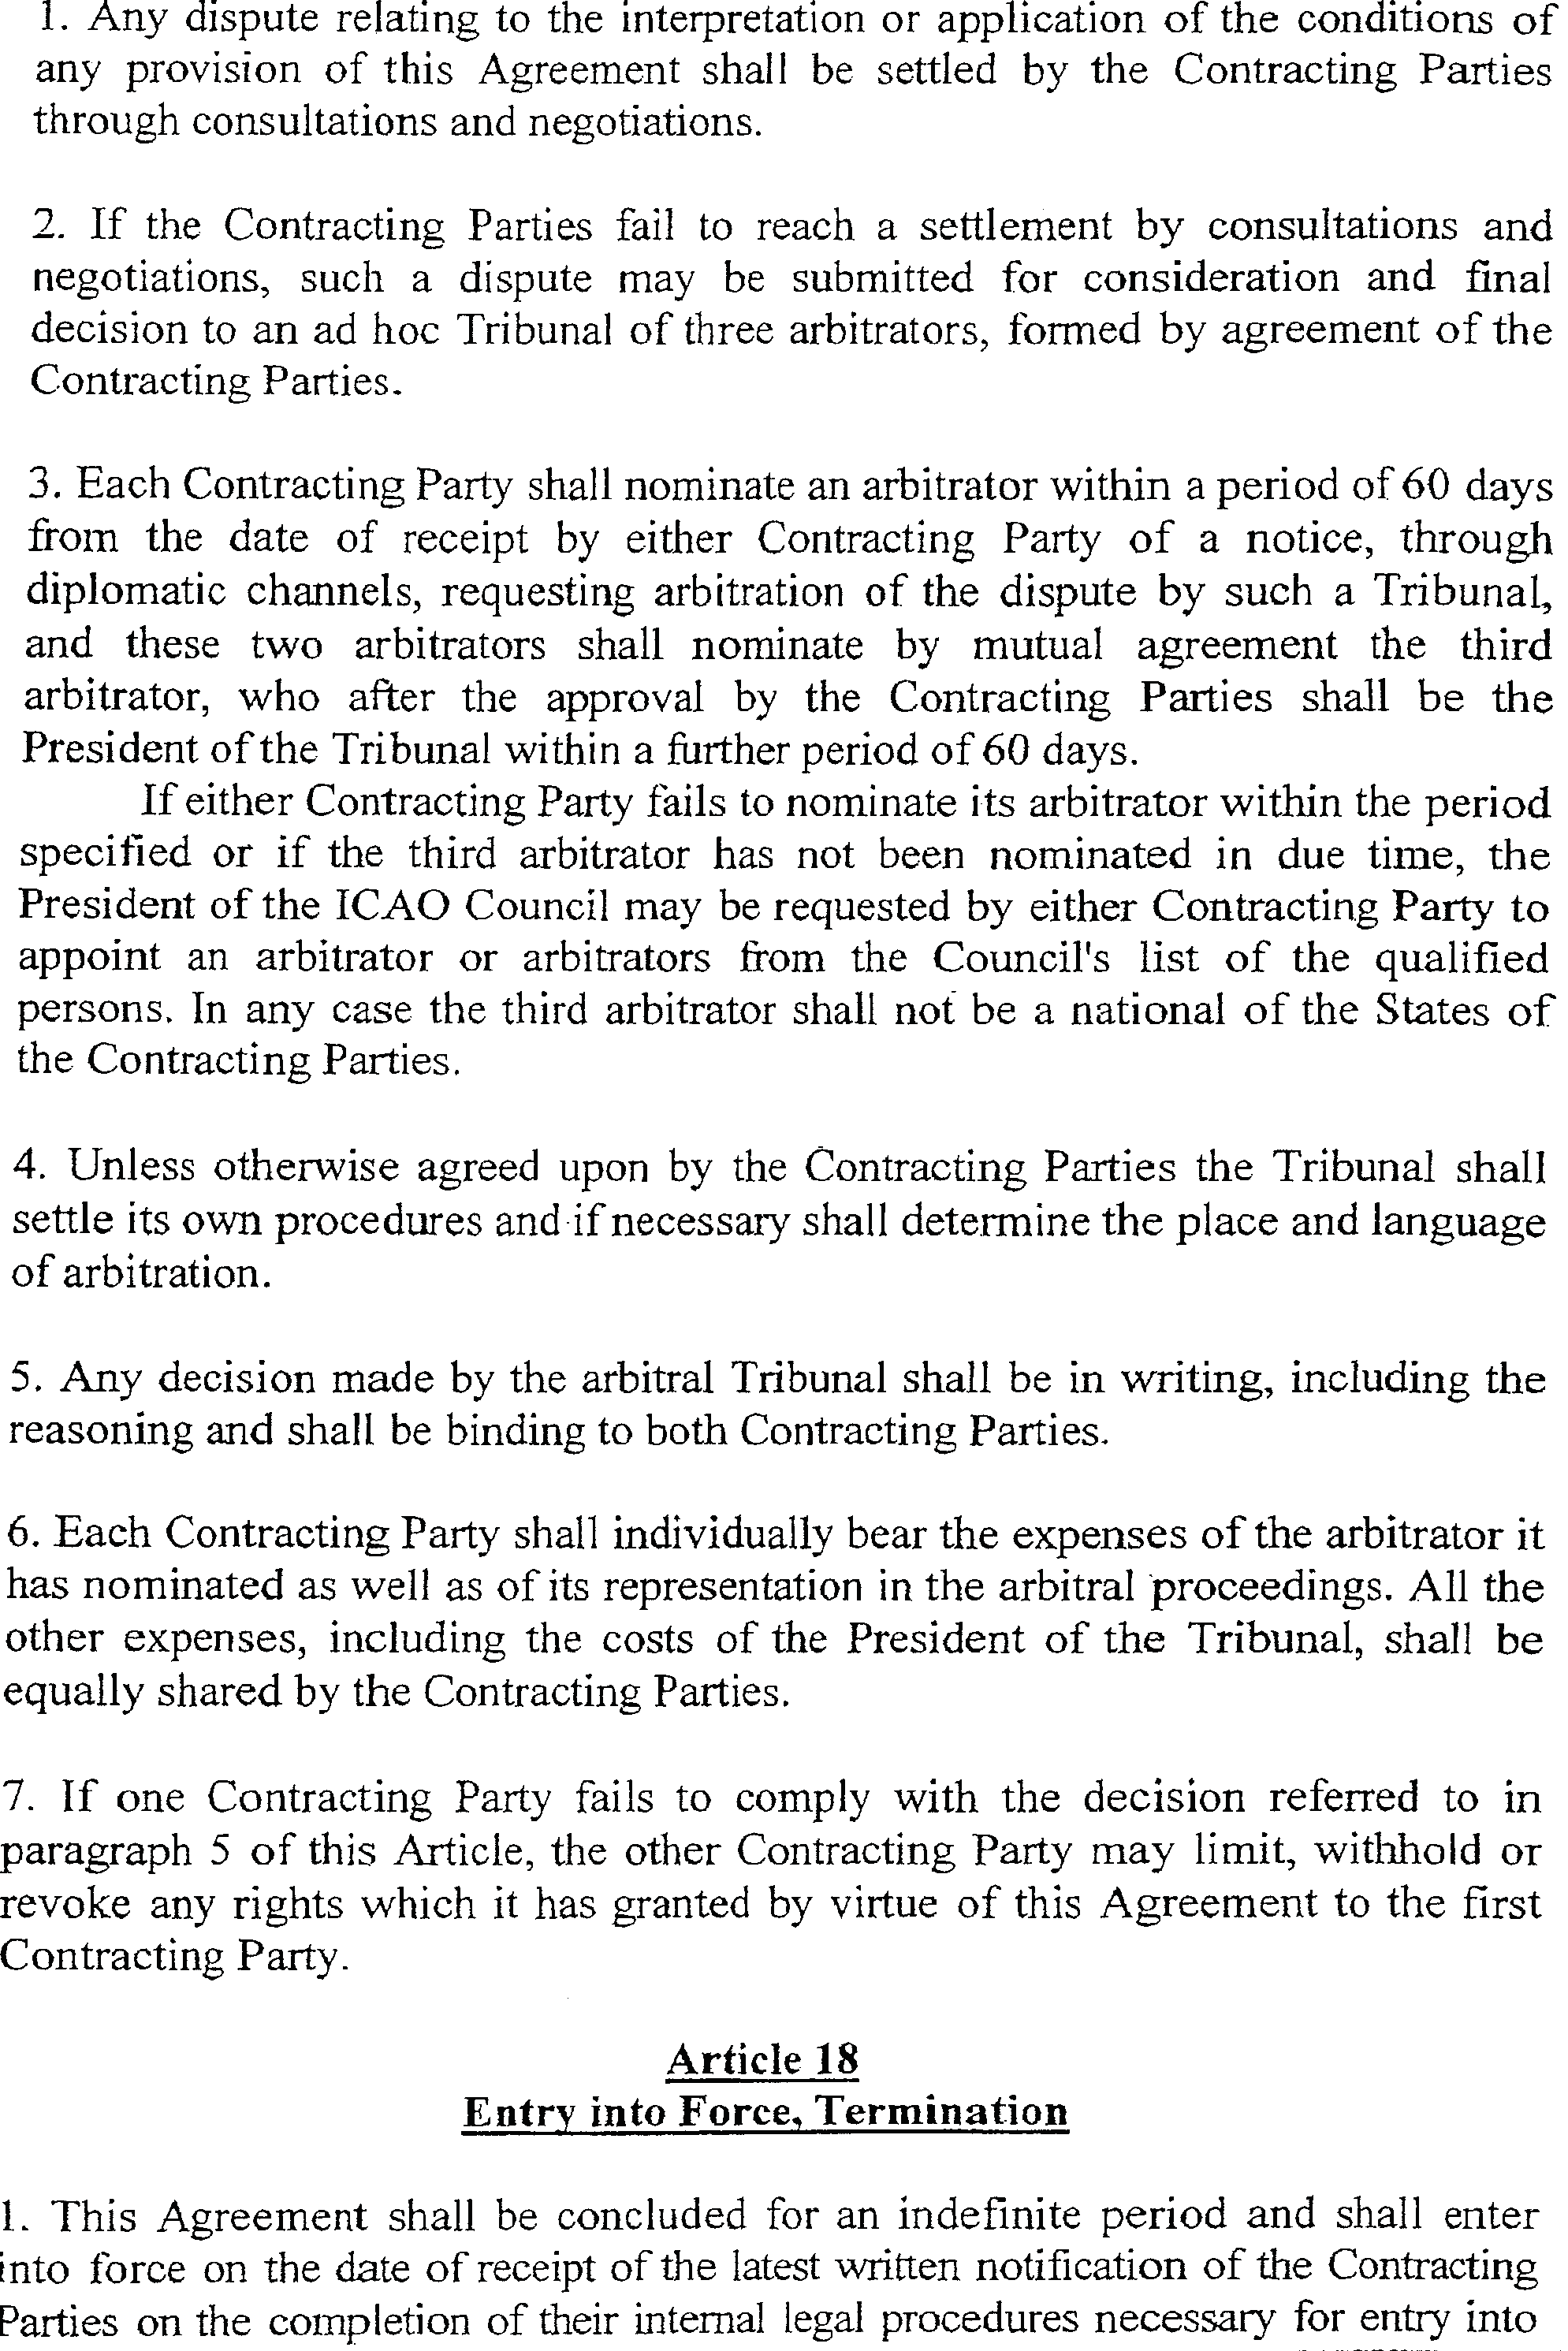 1. Any dispute relating to the interpretation or application of the conditions of
any provision of this Agreement shall be settled by the Contracting Parties
through consultations and negotiations.
2. If the Contracting Parties fail to reach a settlement by consultations and
negotiations, such a dispute may be submitted for consideration and final
decision to an ad hoc Tribunal of three arbitrators, formed by agreement of the
Contracting Parties.
3. Each Contracting Party shall nominate an arbitrator within a period of 60 days
from the date of receipt by either Contracting Party of a notice, through
diplomatic channels, requesting arbitration of the dispute by such a Tribunal,
and these two arbitrators shall nominate by mutual agreement the third
arbitrator, who after the approval by the Contracting Parties shall be the
President of the Tribunal within a further period of 60 days.
If either Contracting Party fails to nominate its arbitrator within the period
specified or if the third arbitrator has not been nominated in due time, the
President of the ICAO Council may be requested by either Contracting Party to
appoint an arbitrator or arbitrators from the Council's list of the qualified
persons. In any case the third arbitrator shall not be a national of the States of
the Contracting Parties.
4. Unless otherwise agreed upon by the Contracting Parties the Tribunal shall
settle its own procedures and if necessary shall determine the place and language
of arbitration.
5. Any decision made by the arbitral Tribunal shall be in writing, including the
reasoning and shall be binding to both Contracting Parties.
6. Each Contracting Party shall individually bear the expenses of the arbitrator it
has nominated as well as of its representation in the arbitral proceedings. All the
other expenses, including the costs of the President of the Tribunal, shall be
equally shared by the Contracting Parties.
7. If one Contracting Party fails to comply with the decision referred to in
paragraph 5 of this Article, the other Contracting Party may limit, withhold or
revoke any rights which it has granted by virtue of this Agreement to the first
Contracting Party.
Article 18
Entry into Force, Termination
1. This Agreement shall be concluded for an indefinite period and shall enter
into force on the date of receipt of the latest written notification of the Contracting
Parties on the completion of their internal legal procedures necessary for entry into